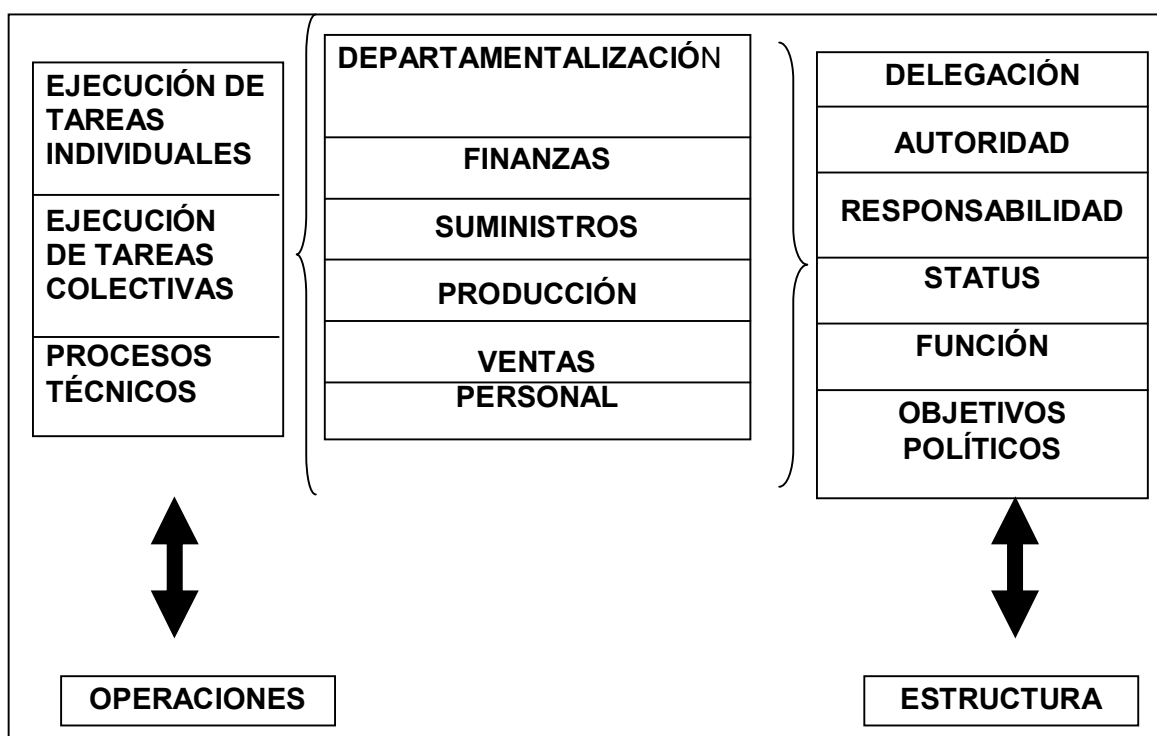 EJECUCIÓN DE
TAREAS
INDIVIDUALES
EJECUCIÓN
DE TAREAS
COLECTIVAS
PROCESOS
TÉCNICOS
DEPARTAMENTALIZACIÓN
FINANZAS
SUMINISTROS
PRODUCCIÓN
VENTAS
PERSONAL
DELEGACIÓN
AUTORIDAD
RESPONSABILIDAD
STATUS
FUNCIÓN
OBJETIVOS
POLÍTICOS
OPERACIONES
ESTRUCTURA